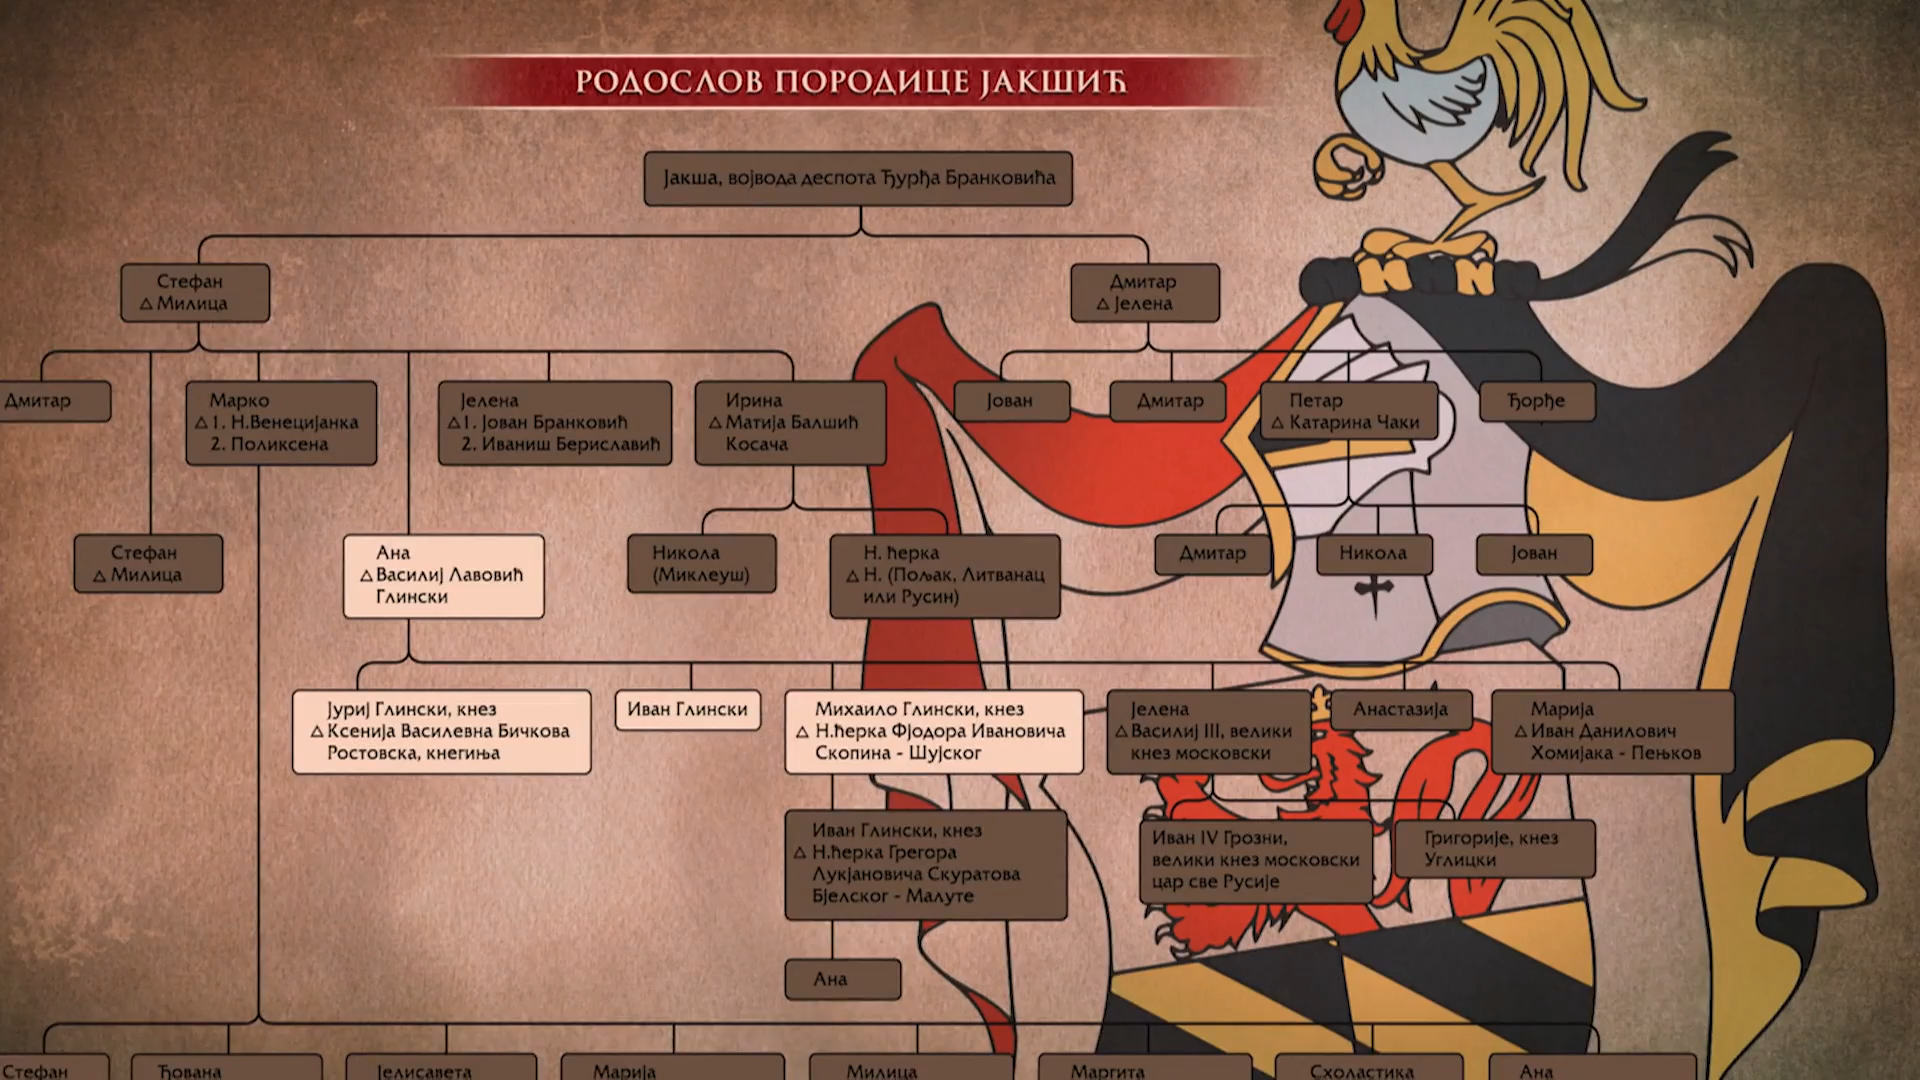 РОДОСЛОВ ПОРОДИЦЕ ЈАКШИЋ
Јакша, војвода деспота Ђурђа Бранковића
Стефан
△ Милица
Дмитар
△ Јелена
Дмитар
Марко
△ 1. Н.Венецијанка
2. Поликсена
Јелена
△ 1. Јован Бранковић
2. Иваниш Бериславић
Ирина
△ Матија Балшић
Косача
Јован
Дмитар
Петар
△ Катарина Чаки
Ђорђе
Стефан
△ Милица
Ана
△ Василиј Лавовић
Глински
Никола
(Миклеуш)
Н. ћерка
△ Н. (Пољак, Литванац
или Русин)
Дмитар
Никола
Јован
Јуриј Глински, кнез
△ Ксенија Василевна Бичкова
Ростовска, кнегиња
Иван Глински
Михаило Глински, кнез
△ Н.ћерка Фјодора Ивановича
Скопина - Шујског
Јелена
△ Василиј III, велики
кнез московски
Анастазија
Марија
△ Иван Данилович
Хомијака - Пењков
Иван Глински, кнез
△ Н.ћерка Грегора
Лукјановича Скуратова
Бјелског - Малуте
Иван IV Грозни,
велики кнез московски
цар све Русије
Григорије, кнез
Углицки
Ана
Стефан
Ђована
Јелисавета
Марија
Милица
Маргита
Схоластика
Ана